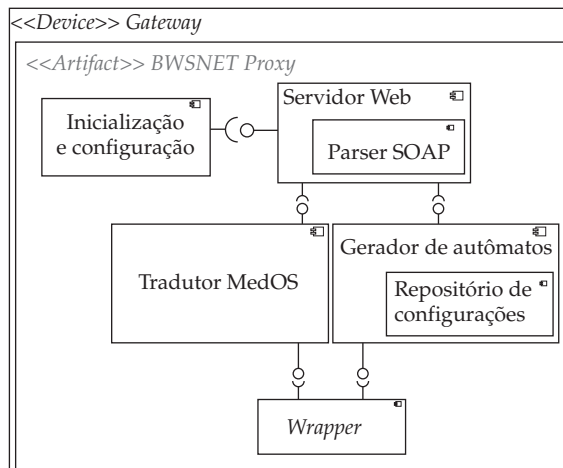 <<Device>> Gateway
<<Artifact>> BWSNET Proxy
Servidor Web
Inicialização
e configuração
Parser SOAP
Tradutor MedOS
Gerador de autômatos
Repositório de
configurações
Wrapper